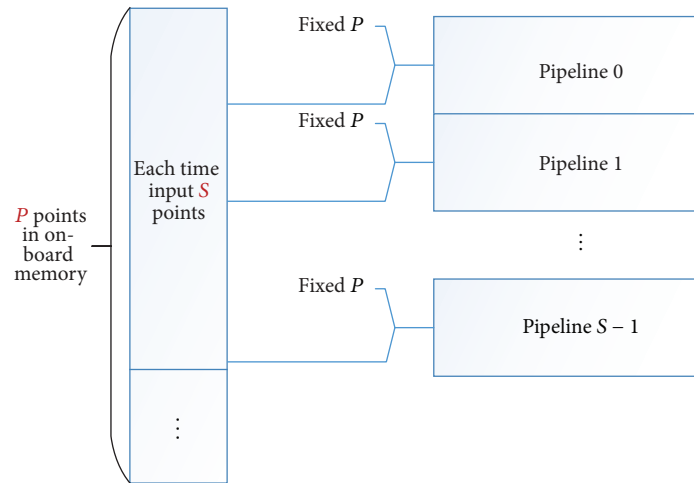 P points
in on-
board
memory
Each time
input S
points
⋮
Fixed P
Pipeline 0
Fixed P
Pipeline 1
⋮
Fixed P
Pipeline S − 1